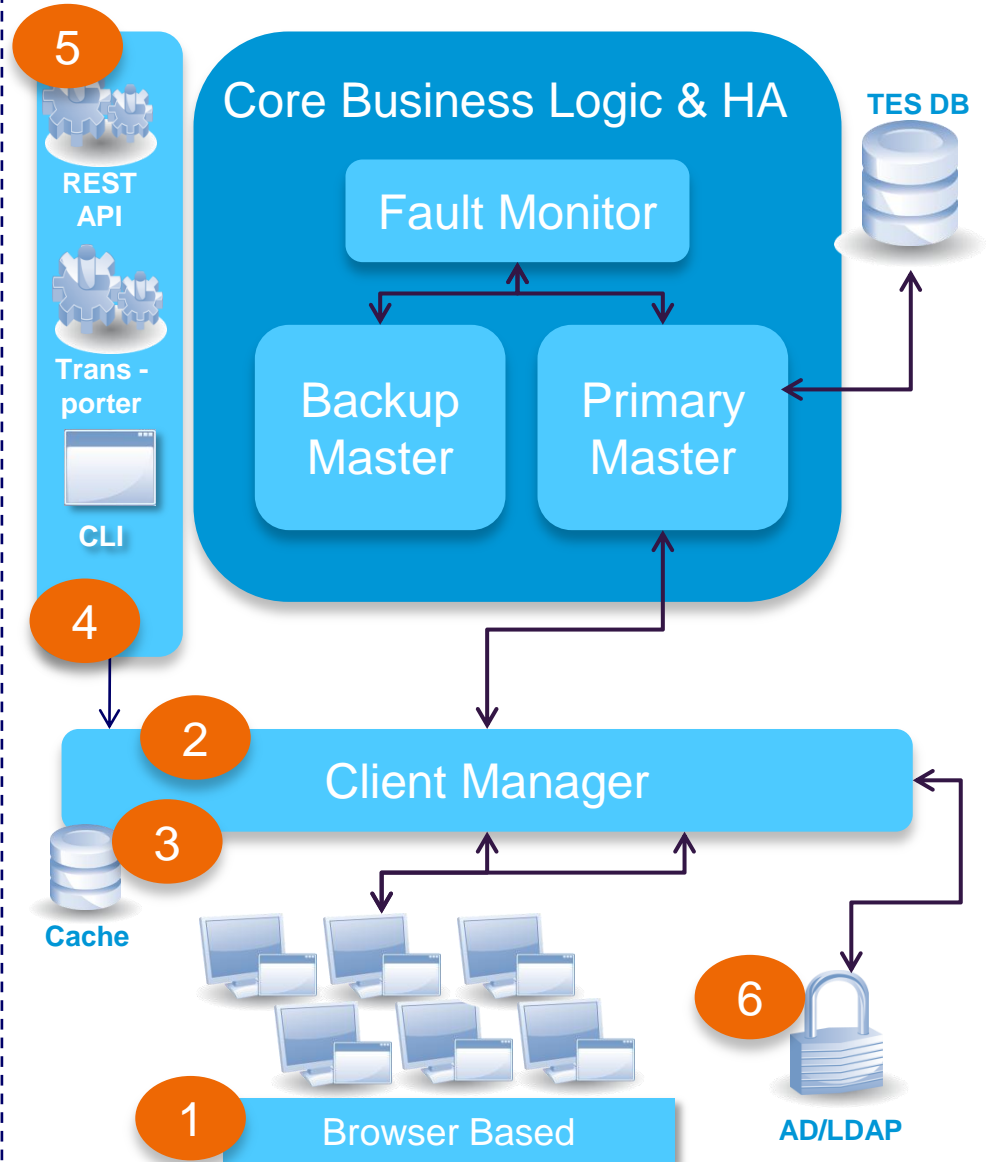 5
REST
API
Trans -
porter
CLI
4
Core Business Logic & HA
Fault Monitor
Backup
Master
Primary
Master
TES DB
2
Client Manager
3
Cache
6
AD/LDAP
1
Browser Based